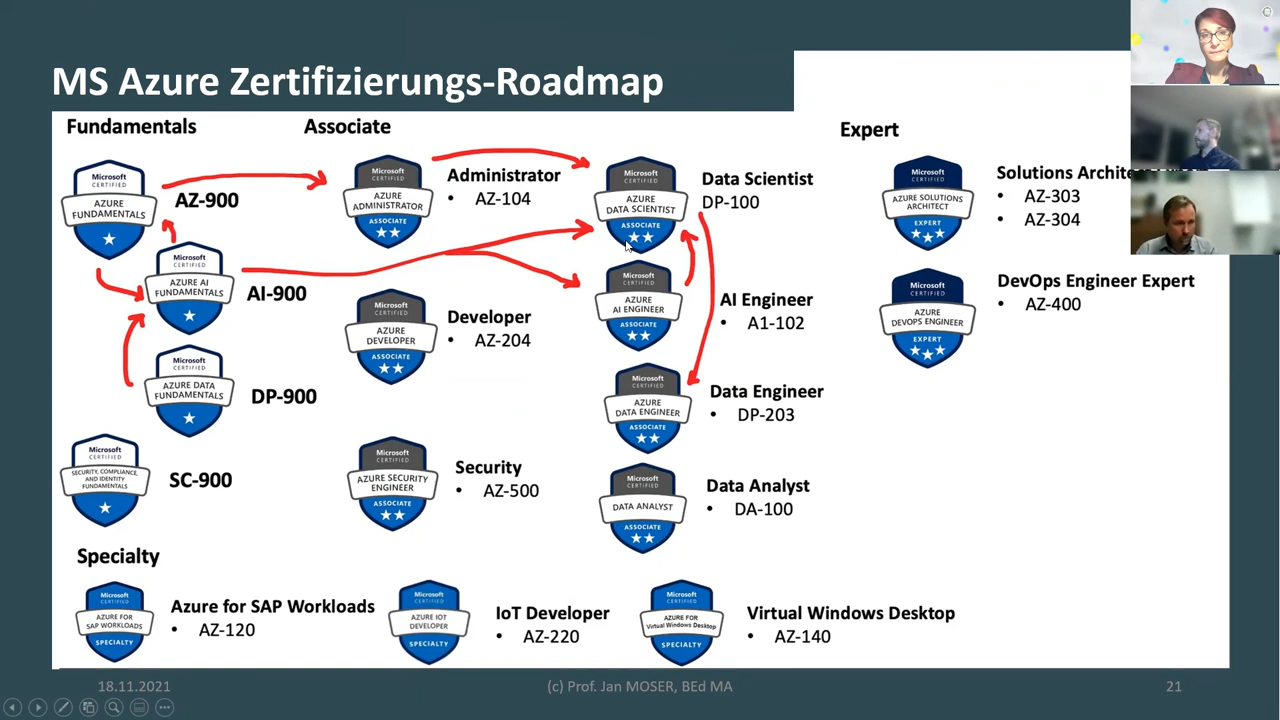 MS Azure Zertifizierungs-Roadmap
Fundamentals
Associate
Expert
Microsoft
CERTIFIED
AZURE
FUNDAMENTALS
AZ-900
Microsoft
CERTIFIED
AZURE AI
FUNDAMENTALS
AI-900
Microsoft
CERTIFIED
AZURE DATA
FUNDAMENTALS
DP-900
Microsoft
CERTIFIED
SECURITY, COMPLIANCE,
AND IDENTITY
FUNDAMENTALS
SC-900
Microsoft
CERTIFIED
AZURE
ADMINISTRATOR
ASSOCIATE
Administrator
• AZ-104
Microsoft
CERTIFIED
AZURE
DEVELOPER
ASSOCIATE
Developer
• AZ-204
Microsoft
CERTIFIED
AZURE SECURITY
ENGINEER
ASSOCIATE
Security
• AZ-500
Microsoft
CERTIFIED
AZURE
DATA SCIENTIST
ASSOCIATE
Data Scientist
DP-100
Microsoft
CERTIFIED
AZURE
AI ENGINEER
ASSOCIATE
AI Engineer
• A1-102
Microsoft
CERTIFIED
AZURE
DATA ENGINEER
ASSOCIATE
Data Engineer
• DP-203
Microsoft
CERTIFIED
DATA ANALYST
ASSOCIATE
Data Analyst
• DA-100
Microsoft
CERTIFIED
AZURE SOLUTIONS
ARCHITECT
EXPERT
Solutions
• AZ-303
• AZ-304
Microsoft
CERTIFIED
AZURE
DEVOPS ENGINEER
EXPERT
DevOps Engineer Expert
• AZ-400
Specialty
Microsoft
CERTIFIED
AZURE FOR
SAP WORKLOADS
SPECIALTY
Azure for SAP Workloads
• AZ-120
Microsoft
CERTIFIED
AZURE IOT
DEVELOPER
SPECIALTY
IoT Developer
• AZ-220
Microsoft
CERTIFIED
AZURE FOR
Virtual Windows Desktop
SPECIALTY
Virtual Windows Desktop
• AZ-140
18.11.2021
(c) Prof. Jan MOSER, BEd MA
21